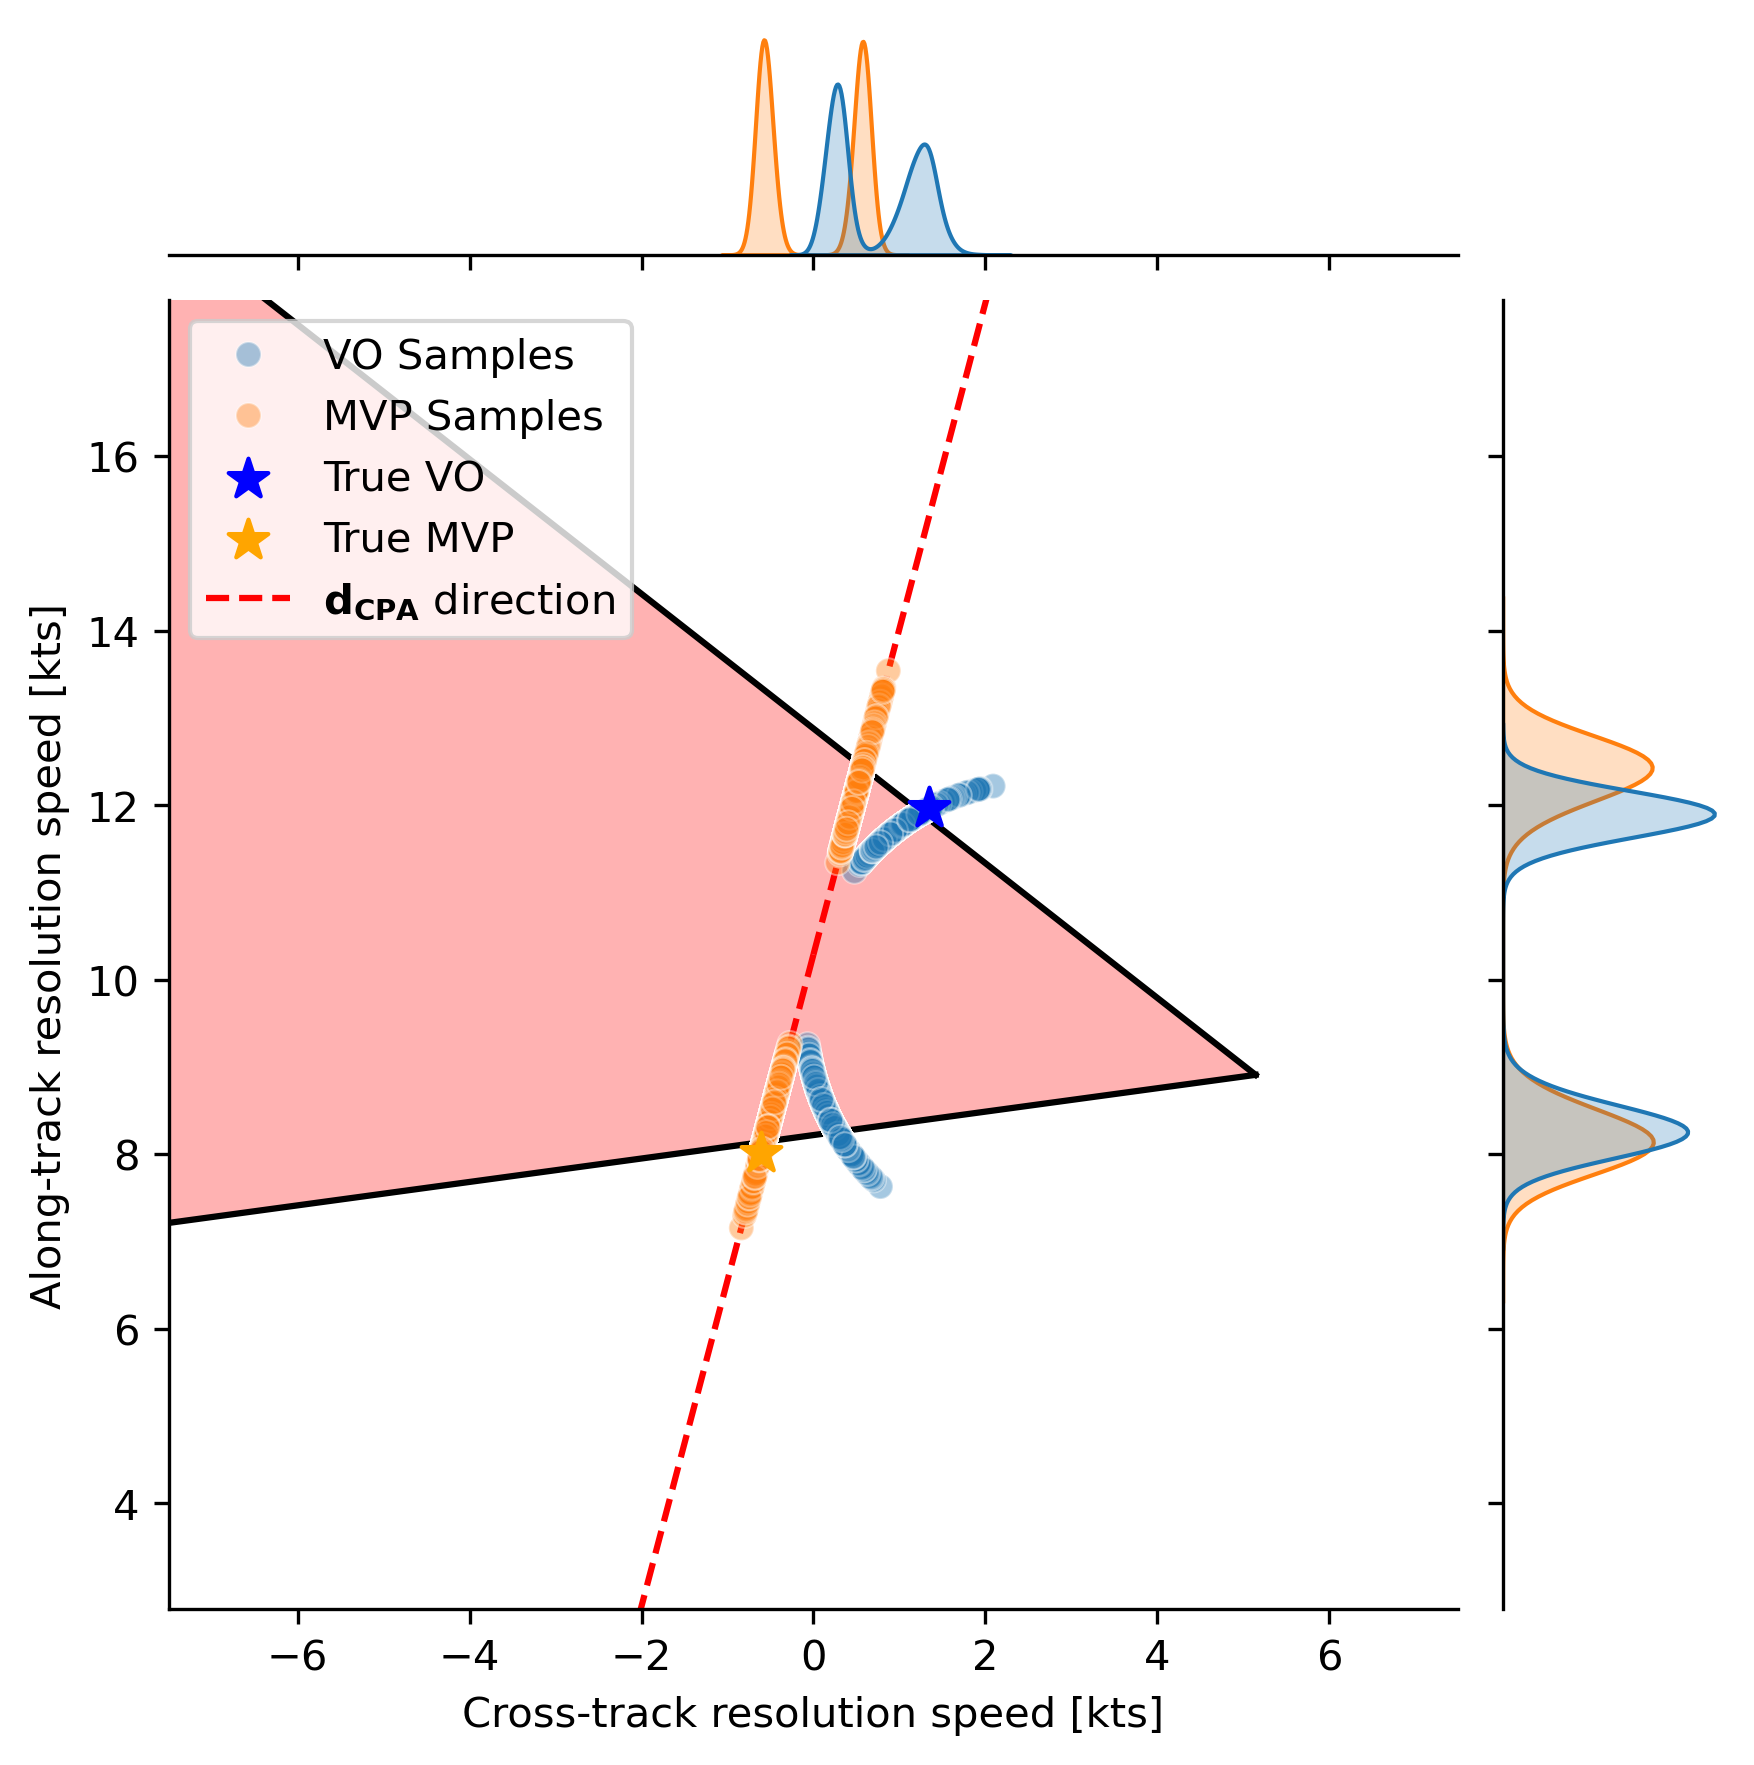 VO Samples
MVP Samples
True VO
True MVP
d_CPA direction
16
14
12
10
8
6
4
Along-track resolution speed [kts]
−6 −4 −2 0 2 4 6
Cross-track resolution speed [kts]